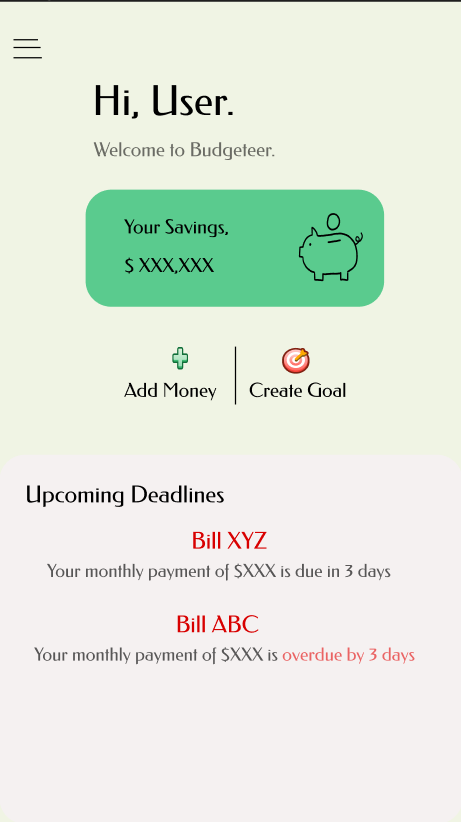 Hi, User.
Welcome to Budgeteer.
Your Savings,
$ XXX,XXX
Add Money
Create Goal
Upcoming Deadlines
Bill XYZ
Your monthly payment of $XXX is due in 3 days
Bill ABC
Your monthly payment of $XXX is overdue by 3 days